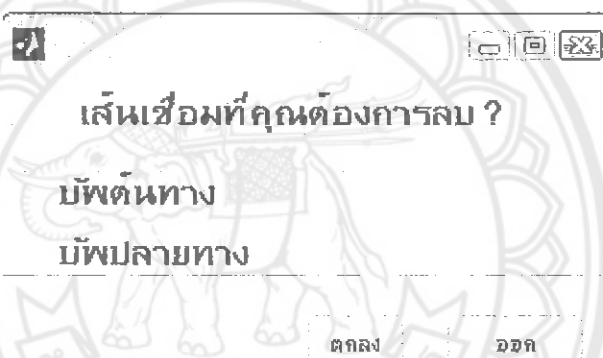 เส้นเชื่อมที่คุณต้องการลบ ?
บัพต้นทาง
บัพปลายทาง
ตกลง ออก